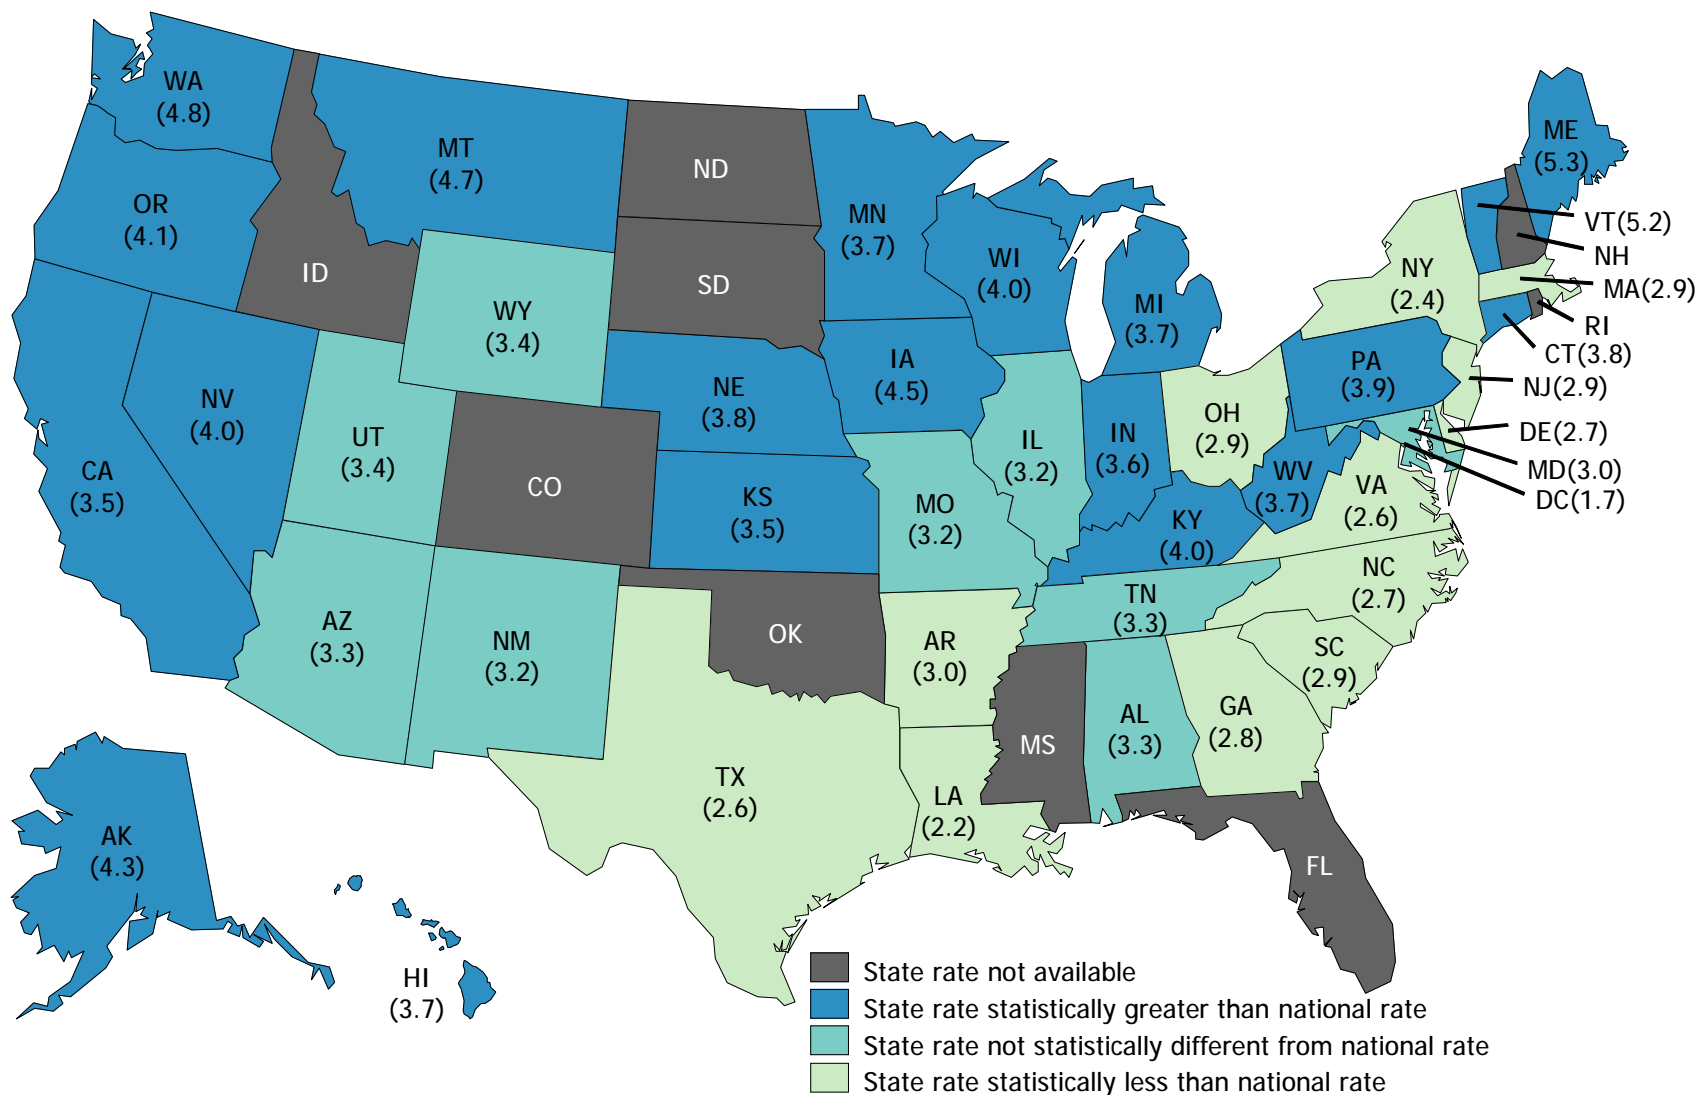 WA
(4.8)
MT
(4.7)
ND
ME
(5.3)
OR
(4.1)
MN
(3.7)
VT(5.2)
NH
ID
SD
WI
(4.0)
NY
(2.4)
MA(2.9)
MI
(3.7)
WY
(3.4)
RI
CT(3.8)
IA
(4.5)
PA
(3.9)
NE
(3.8)
NJ(2.9)
NV
(4.0)
UT
(3.4)
OH
(2.9)
IL
(3.2)
IN
(3.6)
DE(2.7)
MD(3.0)
DC(1.7)
CA
(3.5)
CO
KS
(3.5)
MO
(3.2)
WV
(3.7)
VA
(2.6)
KY
(4.0)
NC
(2.7)
TN
(3.3)
AZ
(3.3)
NM
(3.2)
OK
AR
(3.0)
SC
(2.9)
MS
AL
(3.3)
GA
(2.8)
TX
(2.6)
LA
(2.2)
AK
(4.3)
FL
HI
(3.7)
State rate not available
State rate statistically greater than national rate
State rate not statistically different from national rate
State rate statistically less than national rate